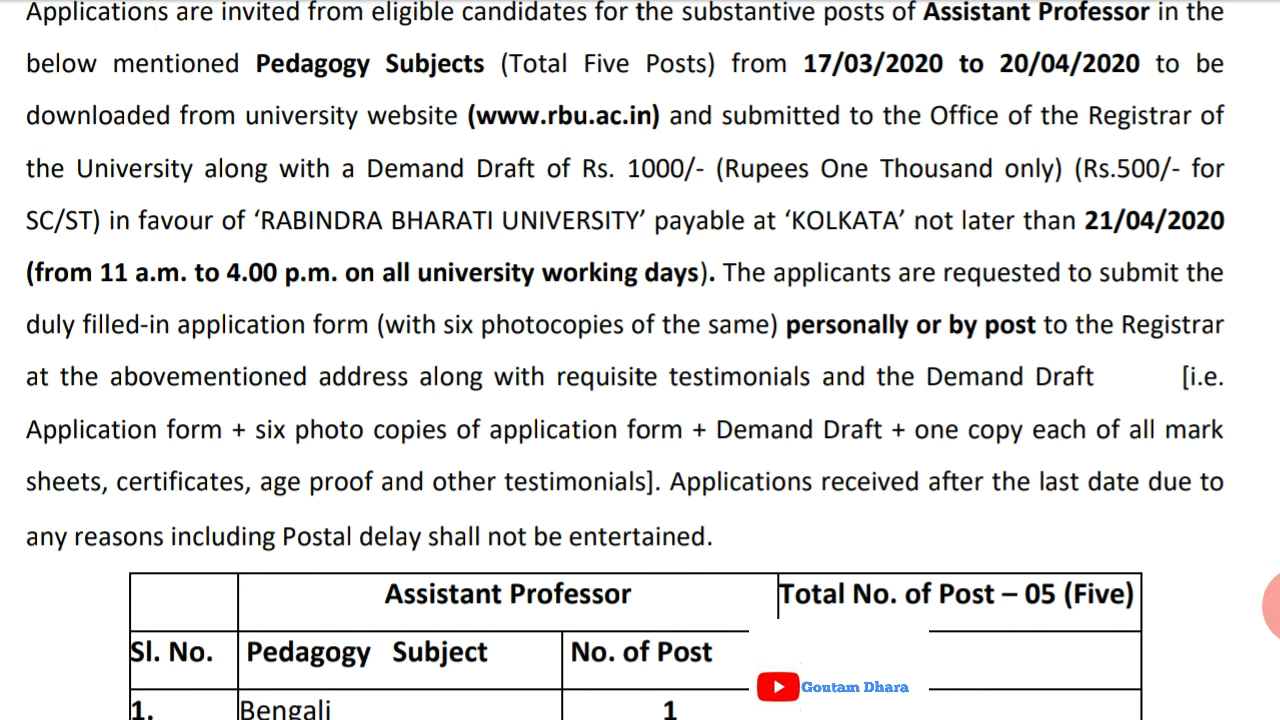 Applications are invited from eligible candidates for the substantive posts of Assistant Professor in the
below mentioned Pedagogy Subjects (Total Five Posts) from 17/03/2020 to 20/04/2020 to be
downloaded from university website (www.rbu.ac.in) and submitted to the Office of the Registrar of
the University along with a Demand Draft of Rs. 1000/- (Rupees One Thousand only) (Rs.500/- for
SC/ST) in favour of ‘RABINDRA BHARATI UNIVERSITY’ payable at ‘KOLKATA’ not later than 21/04/2020
(from 11 a.m. to 4.00 p.m. on all university working days). The applicants are requested to submit the
duly filled-in application form (with six photocopies of the same) personally or by post to the Registrar
at the abovementioned address along with requisite testimonials and the Demand Draft [i.e.
Application form + six photo copies of application form + Demand Draft + one copy each of all mark
sheets, certificates, age proof and other testimonials]. Applications received after the last date due to
any reasons including Postal delay shall not be entertained.
Assistant Professor Total No. of Post – 05 (Five)
Sl. No. Pedagogy Subject No. of Post
Goutam Dhara
1. Bengali 1